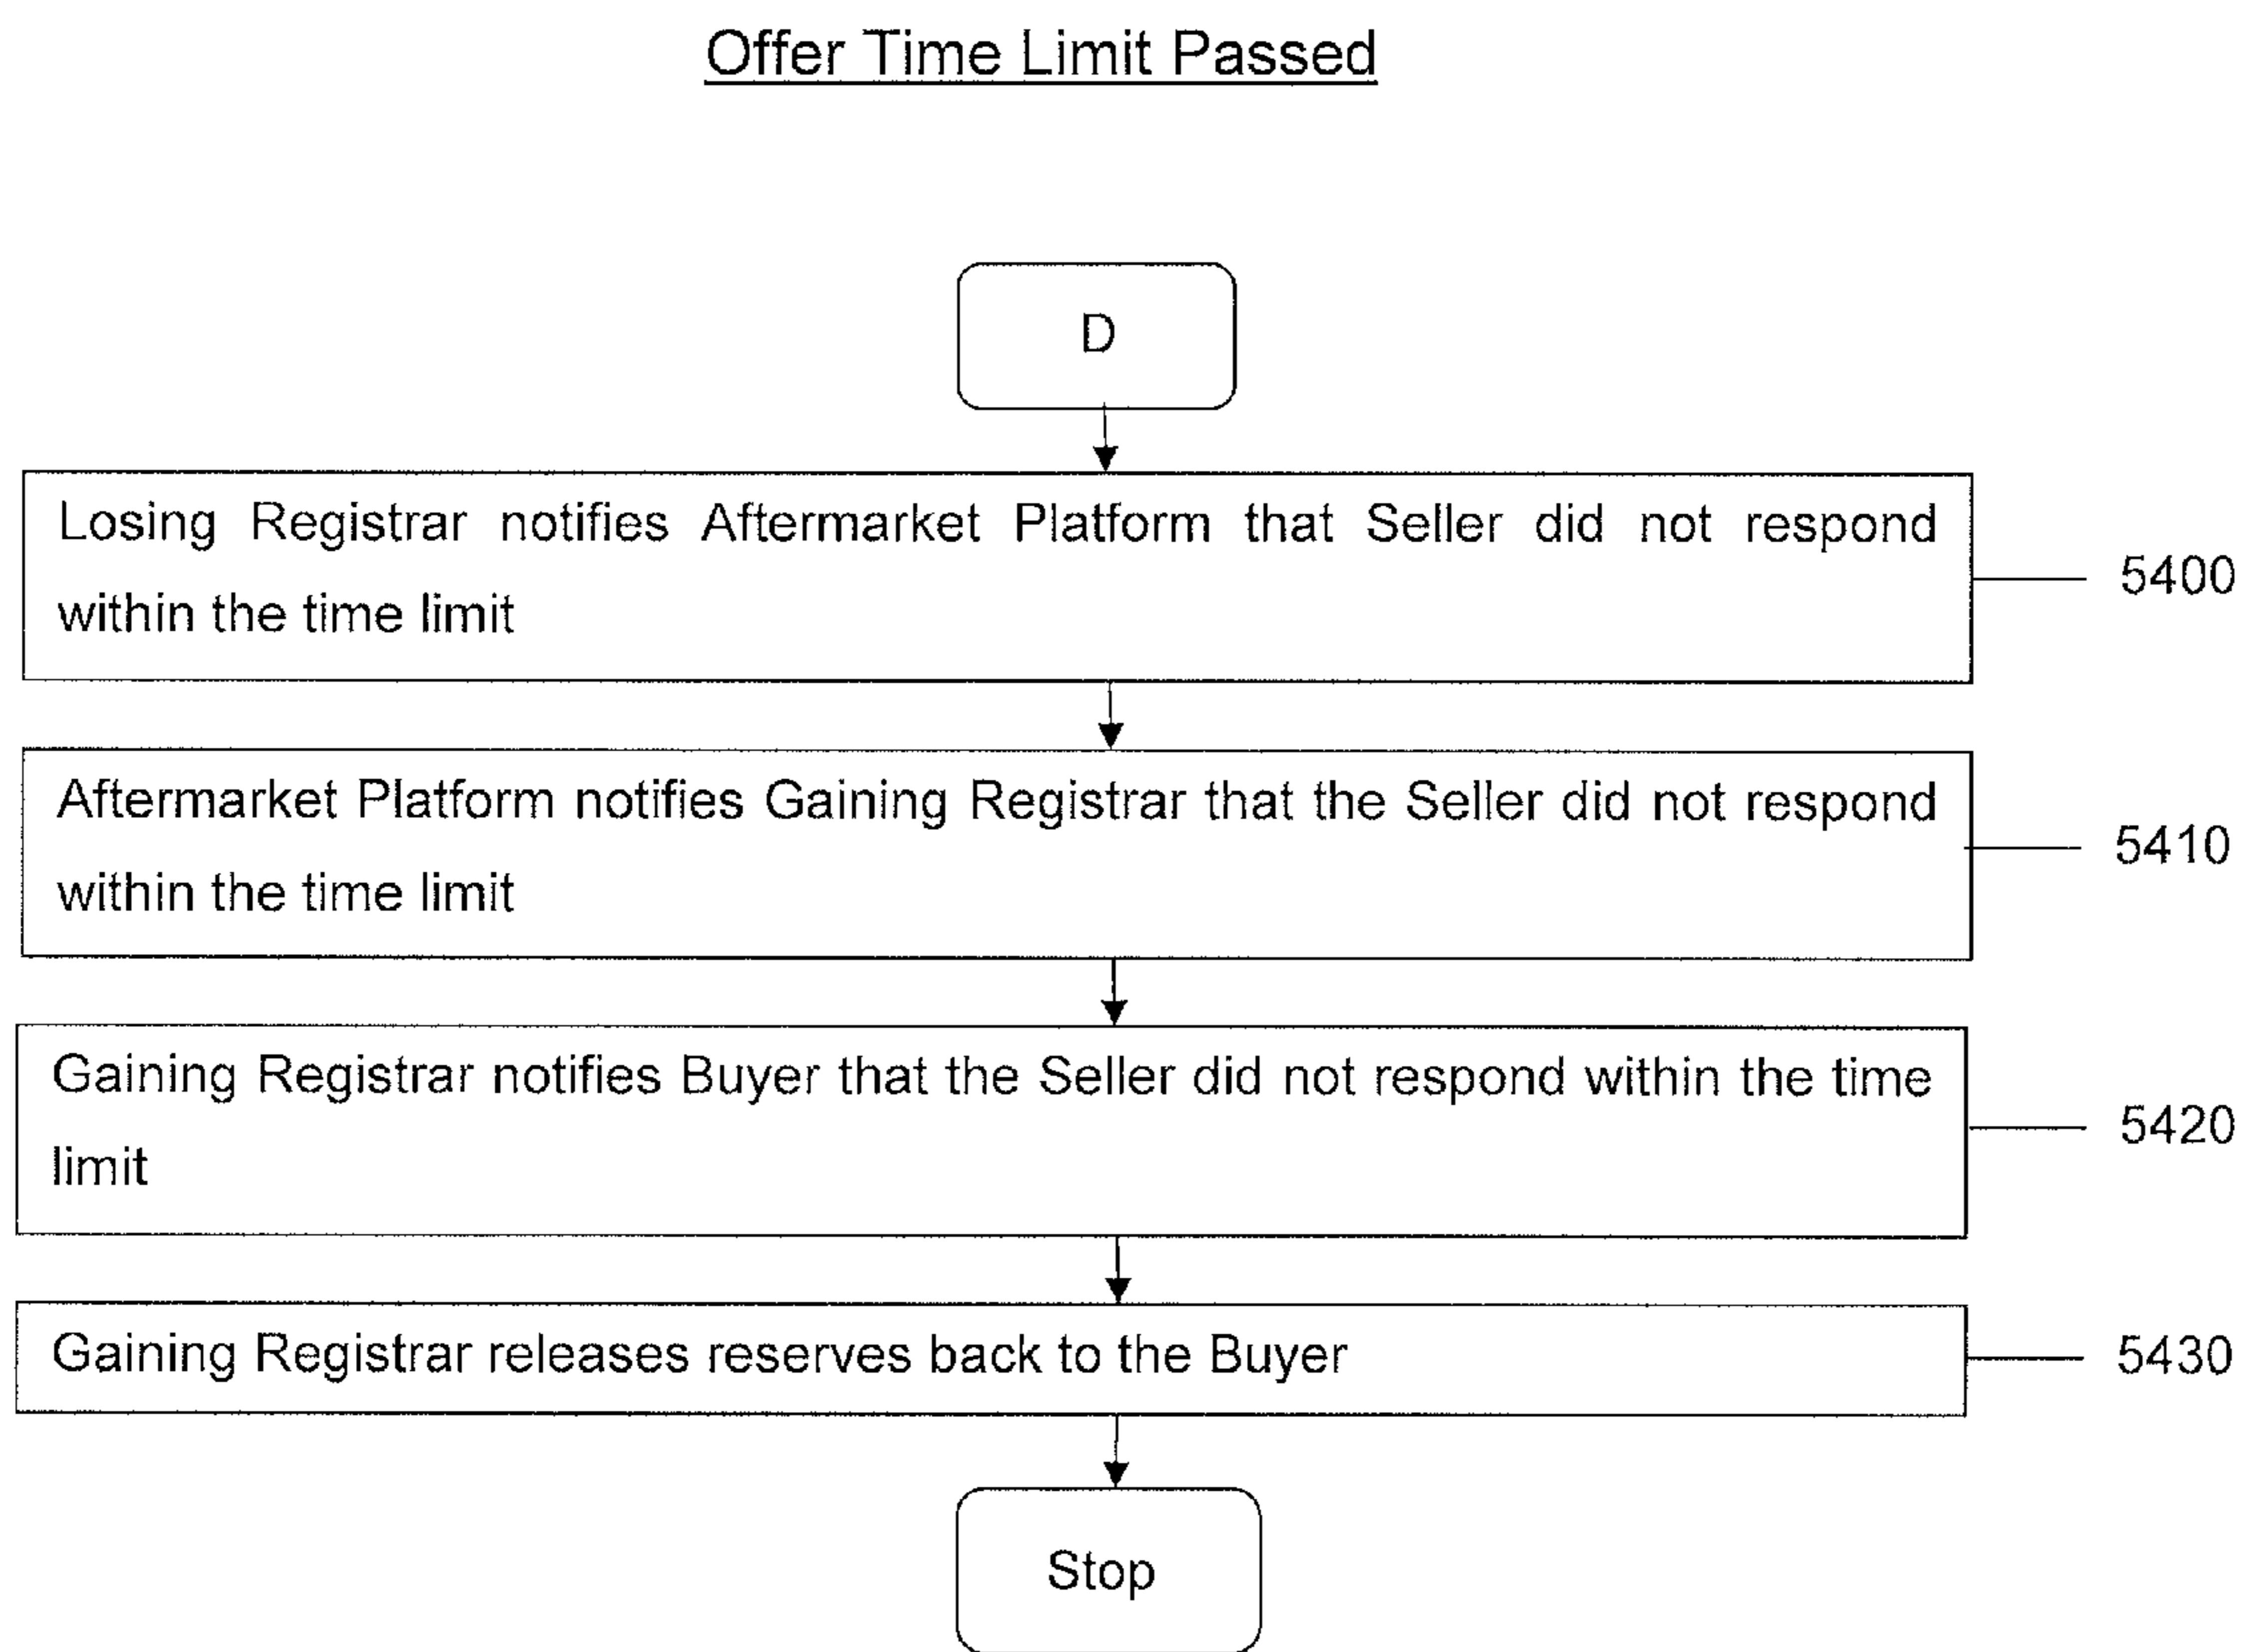 Offer Time Limit Passed
D
Losing Registrar notifies Aftermarket Platform that Seller did not respond
within the time limit
5400
Aftermarket Platform notifies Gaining Registrar that the Seller did not respond
within the time limit
5410
Gaining Registrar notifies Buyer that the Seller did not respond within the time
limit
5420
Gaining Registrar releases reserves back to the Buyer
5430
Stop